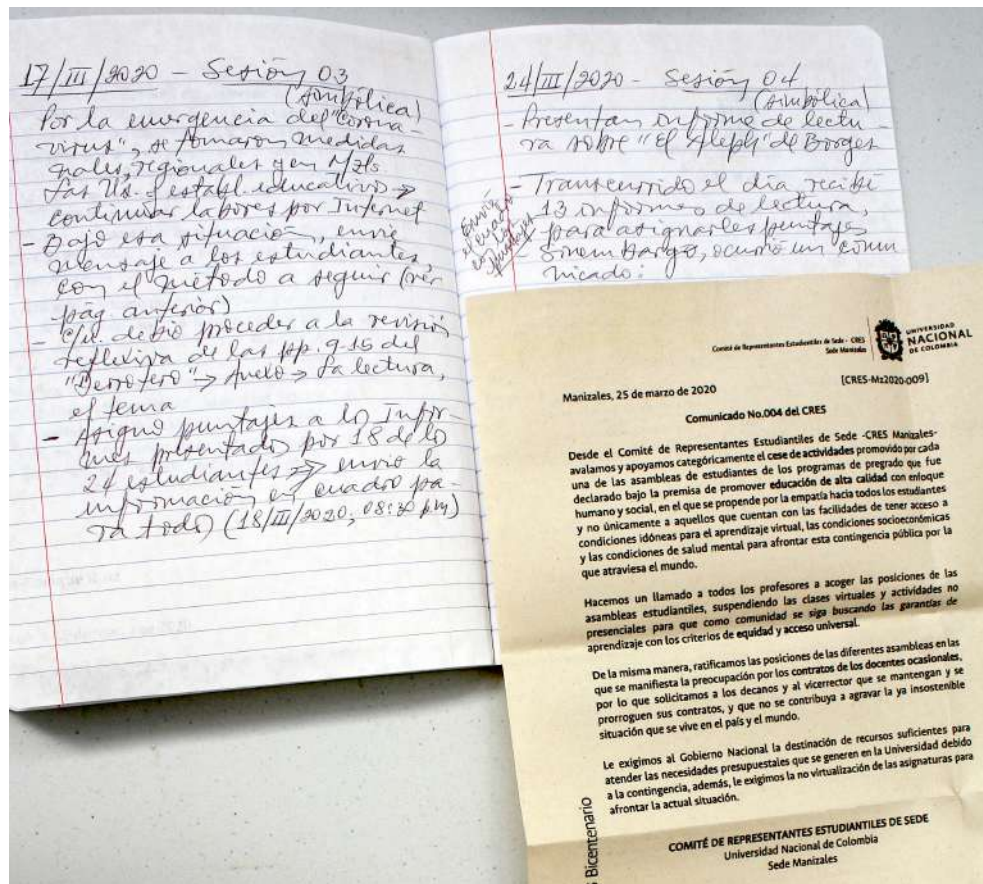 17/III/2020 – Sesión 03
(simbólica)
Por la emergencia del "corona-
virus", se tomaron medidas
nales, regionales y en Mzls
Las Us. y establ. educativos →
continuar labores por Internet
- Bajo esa situación, envié
mensaje a los estudiantes,
con el método a seguir (ver
pág. anterior)
- c/u. debió proceder a la revisión
reflexiva de las pp. 9-15 del
"Derrotero" → Anexo → La lectura,
el tema
- Asigné puntajes a lo Infor-
mes presentados por 18 de lo
24 estudiantes → envío la
información en cuadro pa-
ra todos (18/III/2020; 08:30 pm)
24/III/2020 - Sesión 04
(simbólica)
- Presentan informe de lectu-
ra sobre "El Aleph" de Borges
- Transcurrido el día, recibí
13 informes de lectura,
para asignarles puntajes
- Sinembargo, ocurrió un comu-
nicado:
Envié
el cuadro
con los
puntajes
Comité de Representantes Estudiantiles de Sede - CRES
Sede Manizales
UNIVERSIDAD
NACIONAL
DE COLOMBIA
[CRES-Mz2020-009]
Manizales, 25 de marzo de 2020
Comunicado No.004 del CRES
Desde el Comité de Representantes Estudiantiles de Sede -CRES Manizales-
avalamos y apoyamos categóricamente el cese de actividades promovido por cada
una de las asambleas de estudiantes de los programas de pregrado que fue
declarado bajo la premisa de promover educación de alta calidad con enfoque
humano y social, en el que se propende por la empatía hacia todos los estudiantes
y no únicamente a aquellos que cuentan con las facilidades de tener acceso a
condiciones idóneas para el aprendizaje virtual, las condiciones socioeconómicas
y las condiciones de salud mental para afrontar esta contingencia pública por la
que atraviesa el mundo.
Hacemos un llamado a todos los profesores a acoger las posiciones de las
asambleas estudiantiles, suspendiendo las clases virtuales y actividades no
presenciales para que como comunidad se siga buscando las garantías de
aprendizaje con los criterios de equidad y acceso universal.
De la misma manera, ratificamos las posiciones de las diferentes asambleas en las
que se manifiesta la preocupación por los contratos de los docentes ocasionales,
por lo que solicitamos a los decanos y al vicerrector que se mantengan y se
prorroguen sus contratos, y que no se contribuya a agravar la ya insostenible
situación que se vive en el país y el mundo.
Le exigimos al Gobierno Nacional la destinación de recursos suficientes para
atender las necesidades presupuestales que se generen en la Universidad debido
a la contingencia, además, le exigimos la no virtualización de las asignaturas para
afrontar la actual situación.
COMITÉ DE REPRESENTANTES ESTUDIANTILES DE SEDE
Universidad Nacional de Colombia
Sede Manizales
Bicentenario